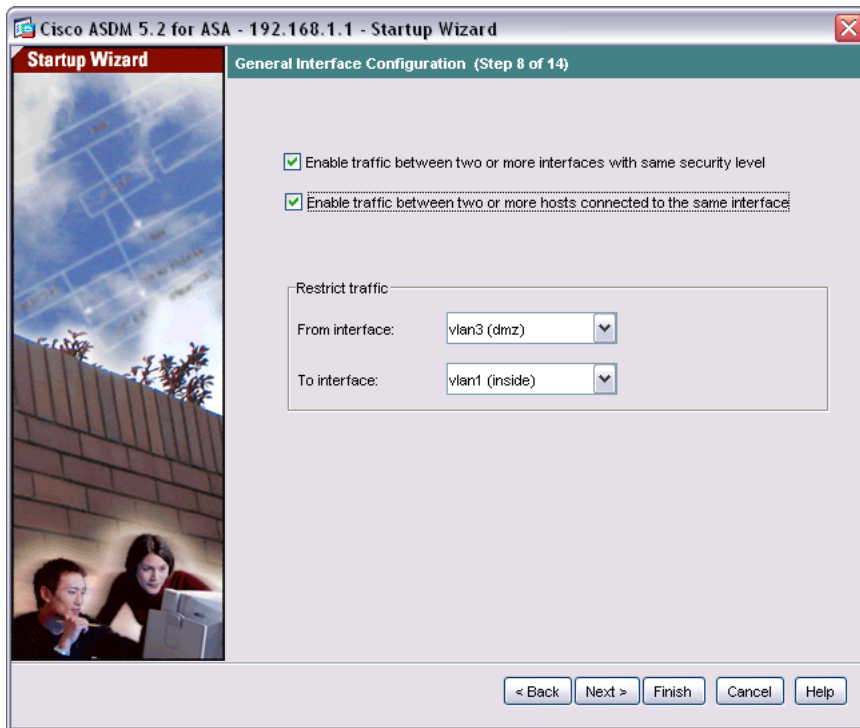 Cisco ASDM 5.2 for ASA - 192.168.1.1 - Startup Wizard
Startup Wizard
General Interface Configuration (Step 8 of 14)
Enable traffic between two or more interfaces with same security level
Enable traffic between two or more hosts connected to the same interface
Restrict traffic
From interface: vlan3 (dmz)
To interface: vlan1 (inside)
< Back Next > Finish Cancel Help